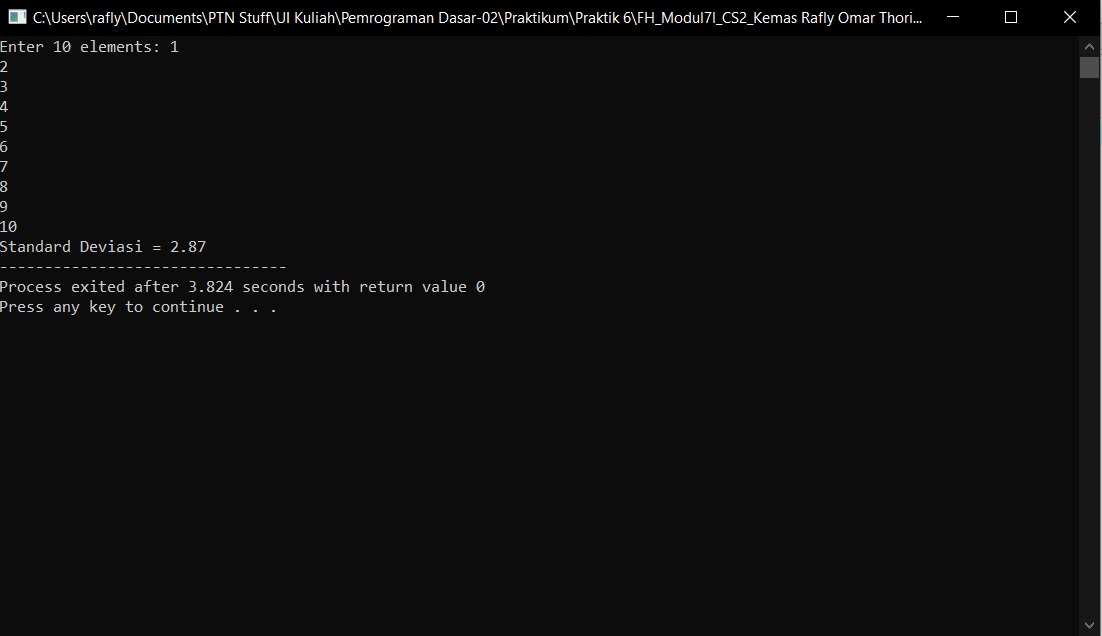 C:\Users\rafly\Documents\PTN Stuff\UI Kuliah\Pemrograman Dasar-02\Praktikum\Praktik 6\FH_Modul7I_CS2_Kemas Rafly Omar Thori...
Enter 10 elements: 1
2
3
4
5
6
7
8
9
10
Standard Deviasi = 2.87
--------------------------------
Process exited after 3.824 seconds with return value 0
Press any key to continue . . .